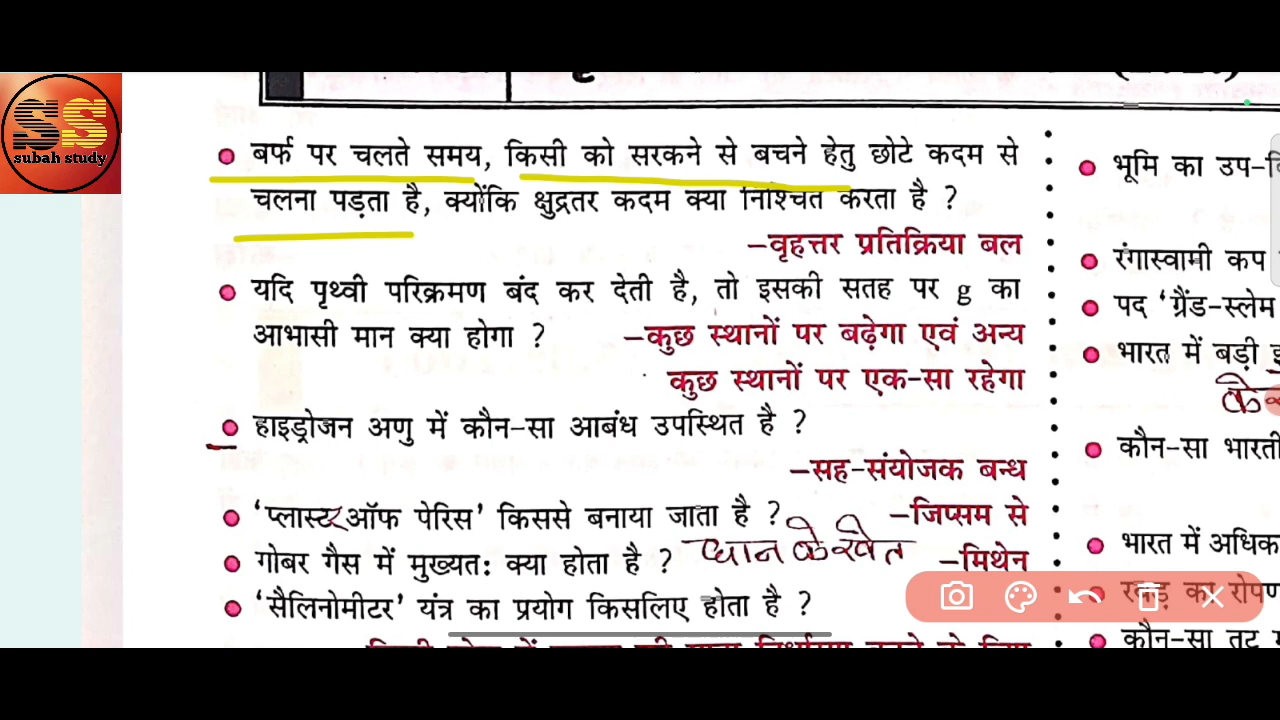 SS
subah study
बर्फ पर चलते समय, किसी को सरकने से बचने हेतु छोटे कदम से
चलना पड़ता है, क्योंकि क्षुद्रतर कदम क्या निश्चित करता है ?
–वृहत्तर प्रतिक्रिया बल
यदि पृथ्वी परिक्रमण बंद कर देती है, तो इसकी सतह पर g का
आभासी मान क्या होगा ? –कुछ स्थानों पर बढ़ेगा एवं अन्य
कुछ स्थानों पर एक-सा रहेगा
हाइड्रोजन अणु में कौन-सा आबंध उपस्थित है ?
–सह-संयोजक बन्ध
'प्लास्टर ऑफ पेरिस' किससे बनाया जाता है ? –जिप्सम से
धान के खेत
गोबर गैस में मुख्यतः क्या होता है ? –मिथेन
'सैलिनोमीटर' यंत्र का प्रयोग किसलिए होता है ?
भूमि का
रंगास्वामी कप
पद 'ग्रैंड-स्लेम
भारत में बड़ी
कौन-सा
भारत में अधिक
रबड़ का
कौन-सा तट